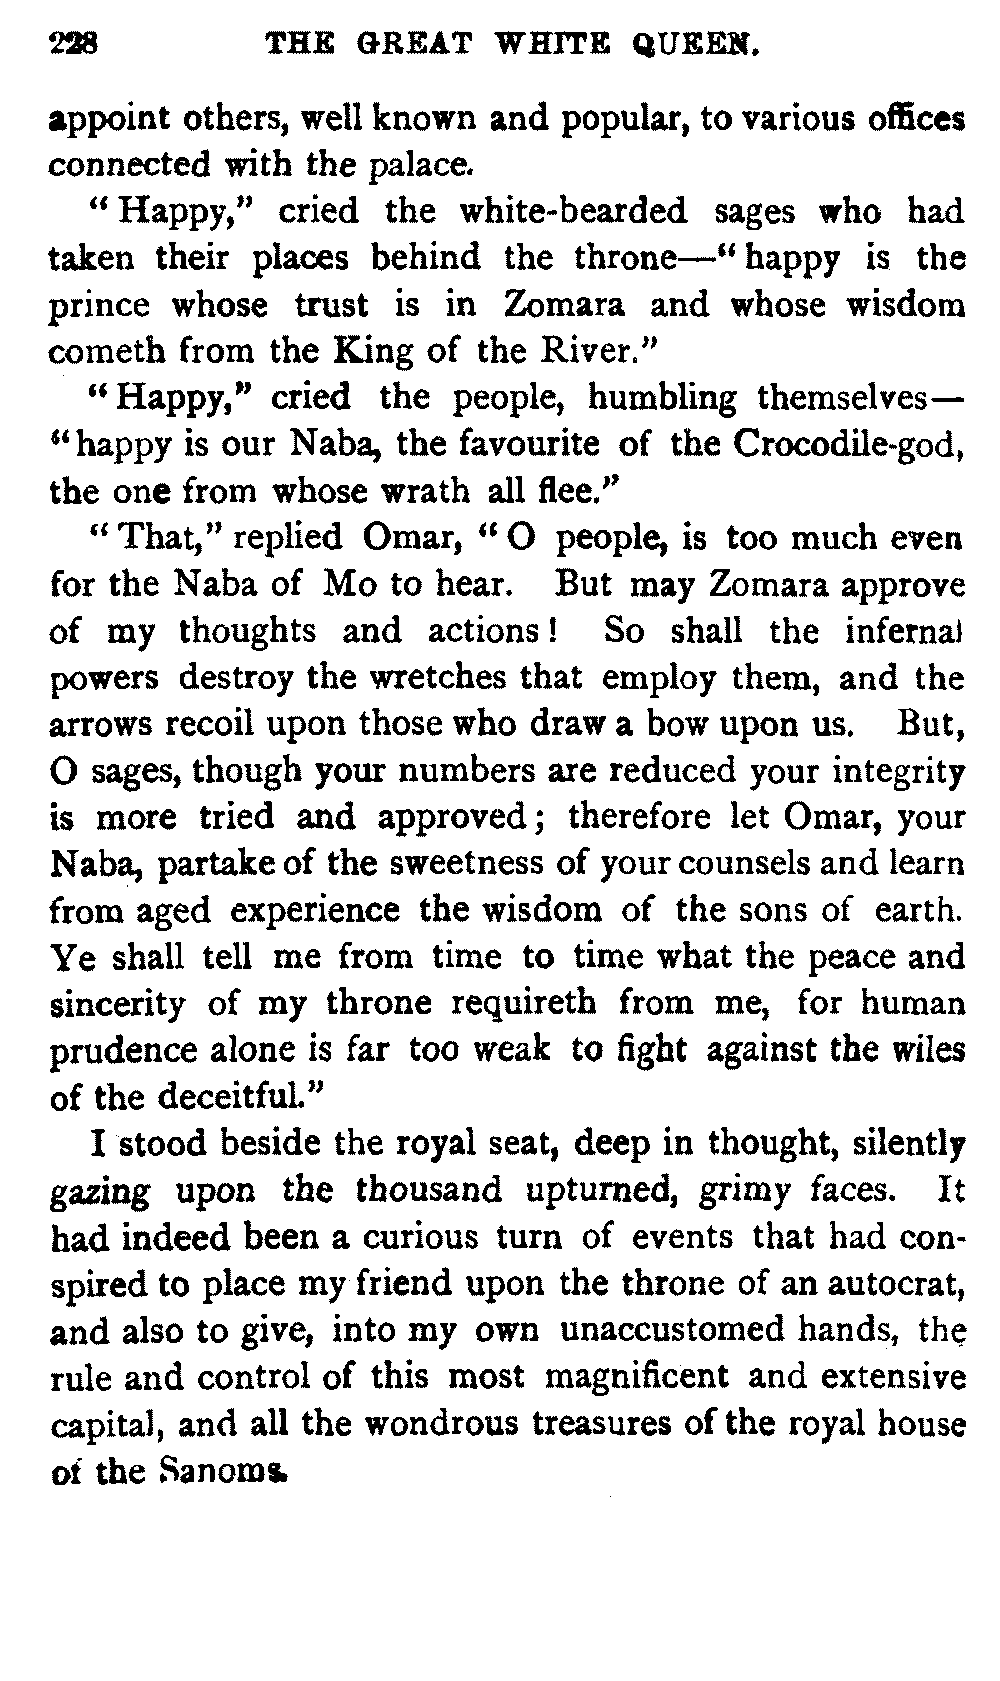 228 THE GREAT WHITE QUEEN.
appoint others, well known and popular, to various offices
connected with the palace.
" Happy," cried the white-bearded sages who had
taken their places behind the throne—" happy is the
prince whose trust is in Zomara and whose wisdom
cometh from the King of the River."
" Happy," cried the people, humbling themselves—
"happy is our Naba, the favourite of the Crocodile-god,
the one from whose wrath all flee."
" That," replied Omar, " O people, is too much even
for the Naba of Mo to hear. But may Zomara approve
of my thoughts and actions! So shall the infernal
powers destroy the wretches that employ them, and the
arrows recoil upon those who draw a bow upon us. But,
O sages, though your numbers are reduced your integrity
is more tried and approved; therefore let Omar, your
Naba, partake of the sweetness of your counsels and learn
from aged experience the wisdom of the sons of earth.
Ye shall tell me from time to time what the peace and
sincerity of my throne requireth from me, for human
prudence alone is far too weak to fight against the wiles
of the deceitful."
I stood beside the royal seat, deep in thought, silently
gazing upon the thousand upturned, grimy faces. It
had indeed been a curious turn of events that had con-
spired to place my friend upon the throne of an autocrat,
and also to give, into my own unaccustomed hands, the
rule and control of this most magnificent and extensive
capital, and all the wondrous treasures of the royal house
of the Sanoms.